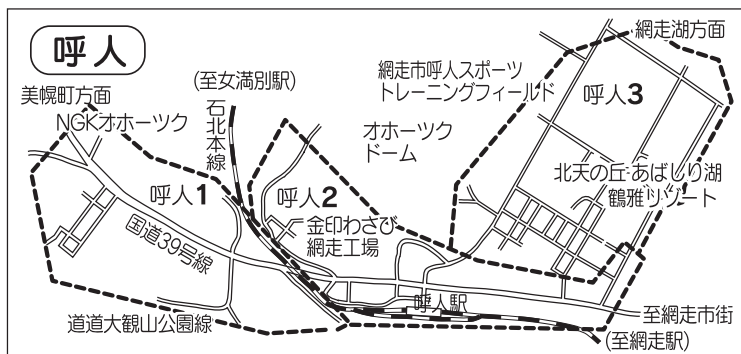 呼人
美幌町方面
NGKオホーツク
(至女満別駅)
石北本線
呼人1
国道39号線
道道大観山公園線
呼人2
金印わさび
網走工場
オホーツク
ドーム
網走市呼人スポーツ
トレーニングフィールド
網走湖方面
呼人3
北天の丘 あばしり湖
鶴雅リゾート
呼人駅
至網走市街
(至網走駅)